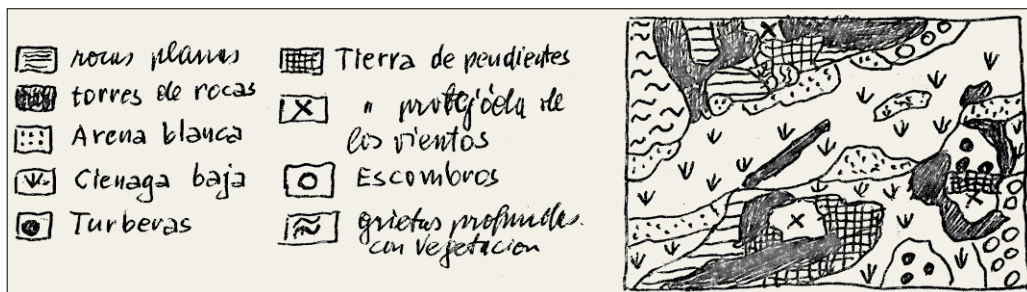 rocas planas
torres de rocas
Arena blanca
Cienaga baja
Turberas
Tierra de pendientes
" protejida de
los vientos
Escombros
grietas profundas.
con vegetacion